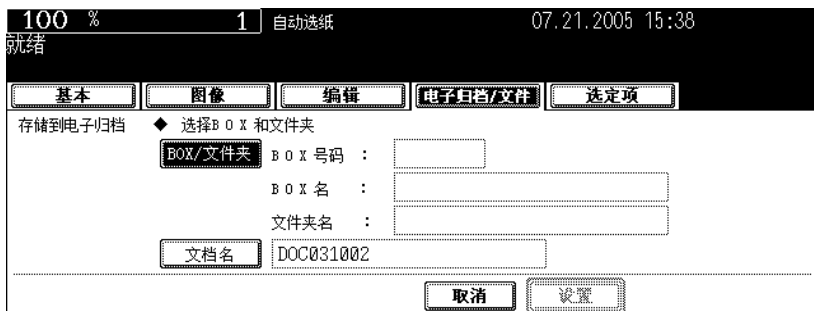 100 % 1 自动选纸 07.21.2005 15:38
就绪
基本 图像 编辑 电子归档/文件 选定项
存储到电子归档 ◆ 选择BOX和文件夹
BOX/文件夹 BOX号码 :
BOX名 :
文件夹名 :
文档名 DOC031002
取消 设置